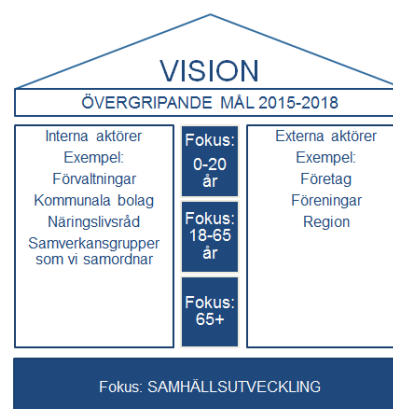 VISION
ÖVERGRIPANDE MÅL 2015-2018
Interna aktörer
Exempel:
Förvaltningar
Kommunala bolag
Näringslivsråd
Samverkansgrupper
som vi samordnar
Fokus:
0-20
år
Fokus:
18-65
år
Fokus:
65+
Externa aktörer
Exempel:
Företag
Föreningar
Region
Fokus: SAMHÄLLSUTVECKLING